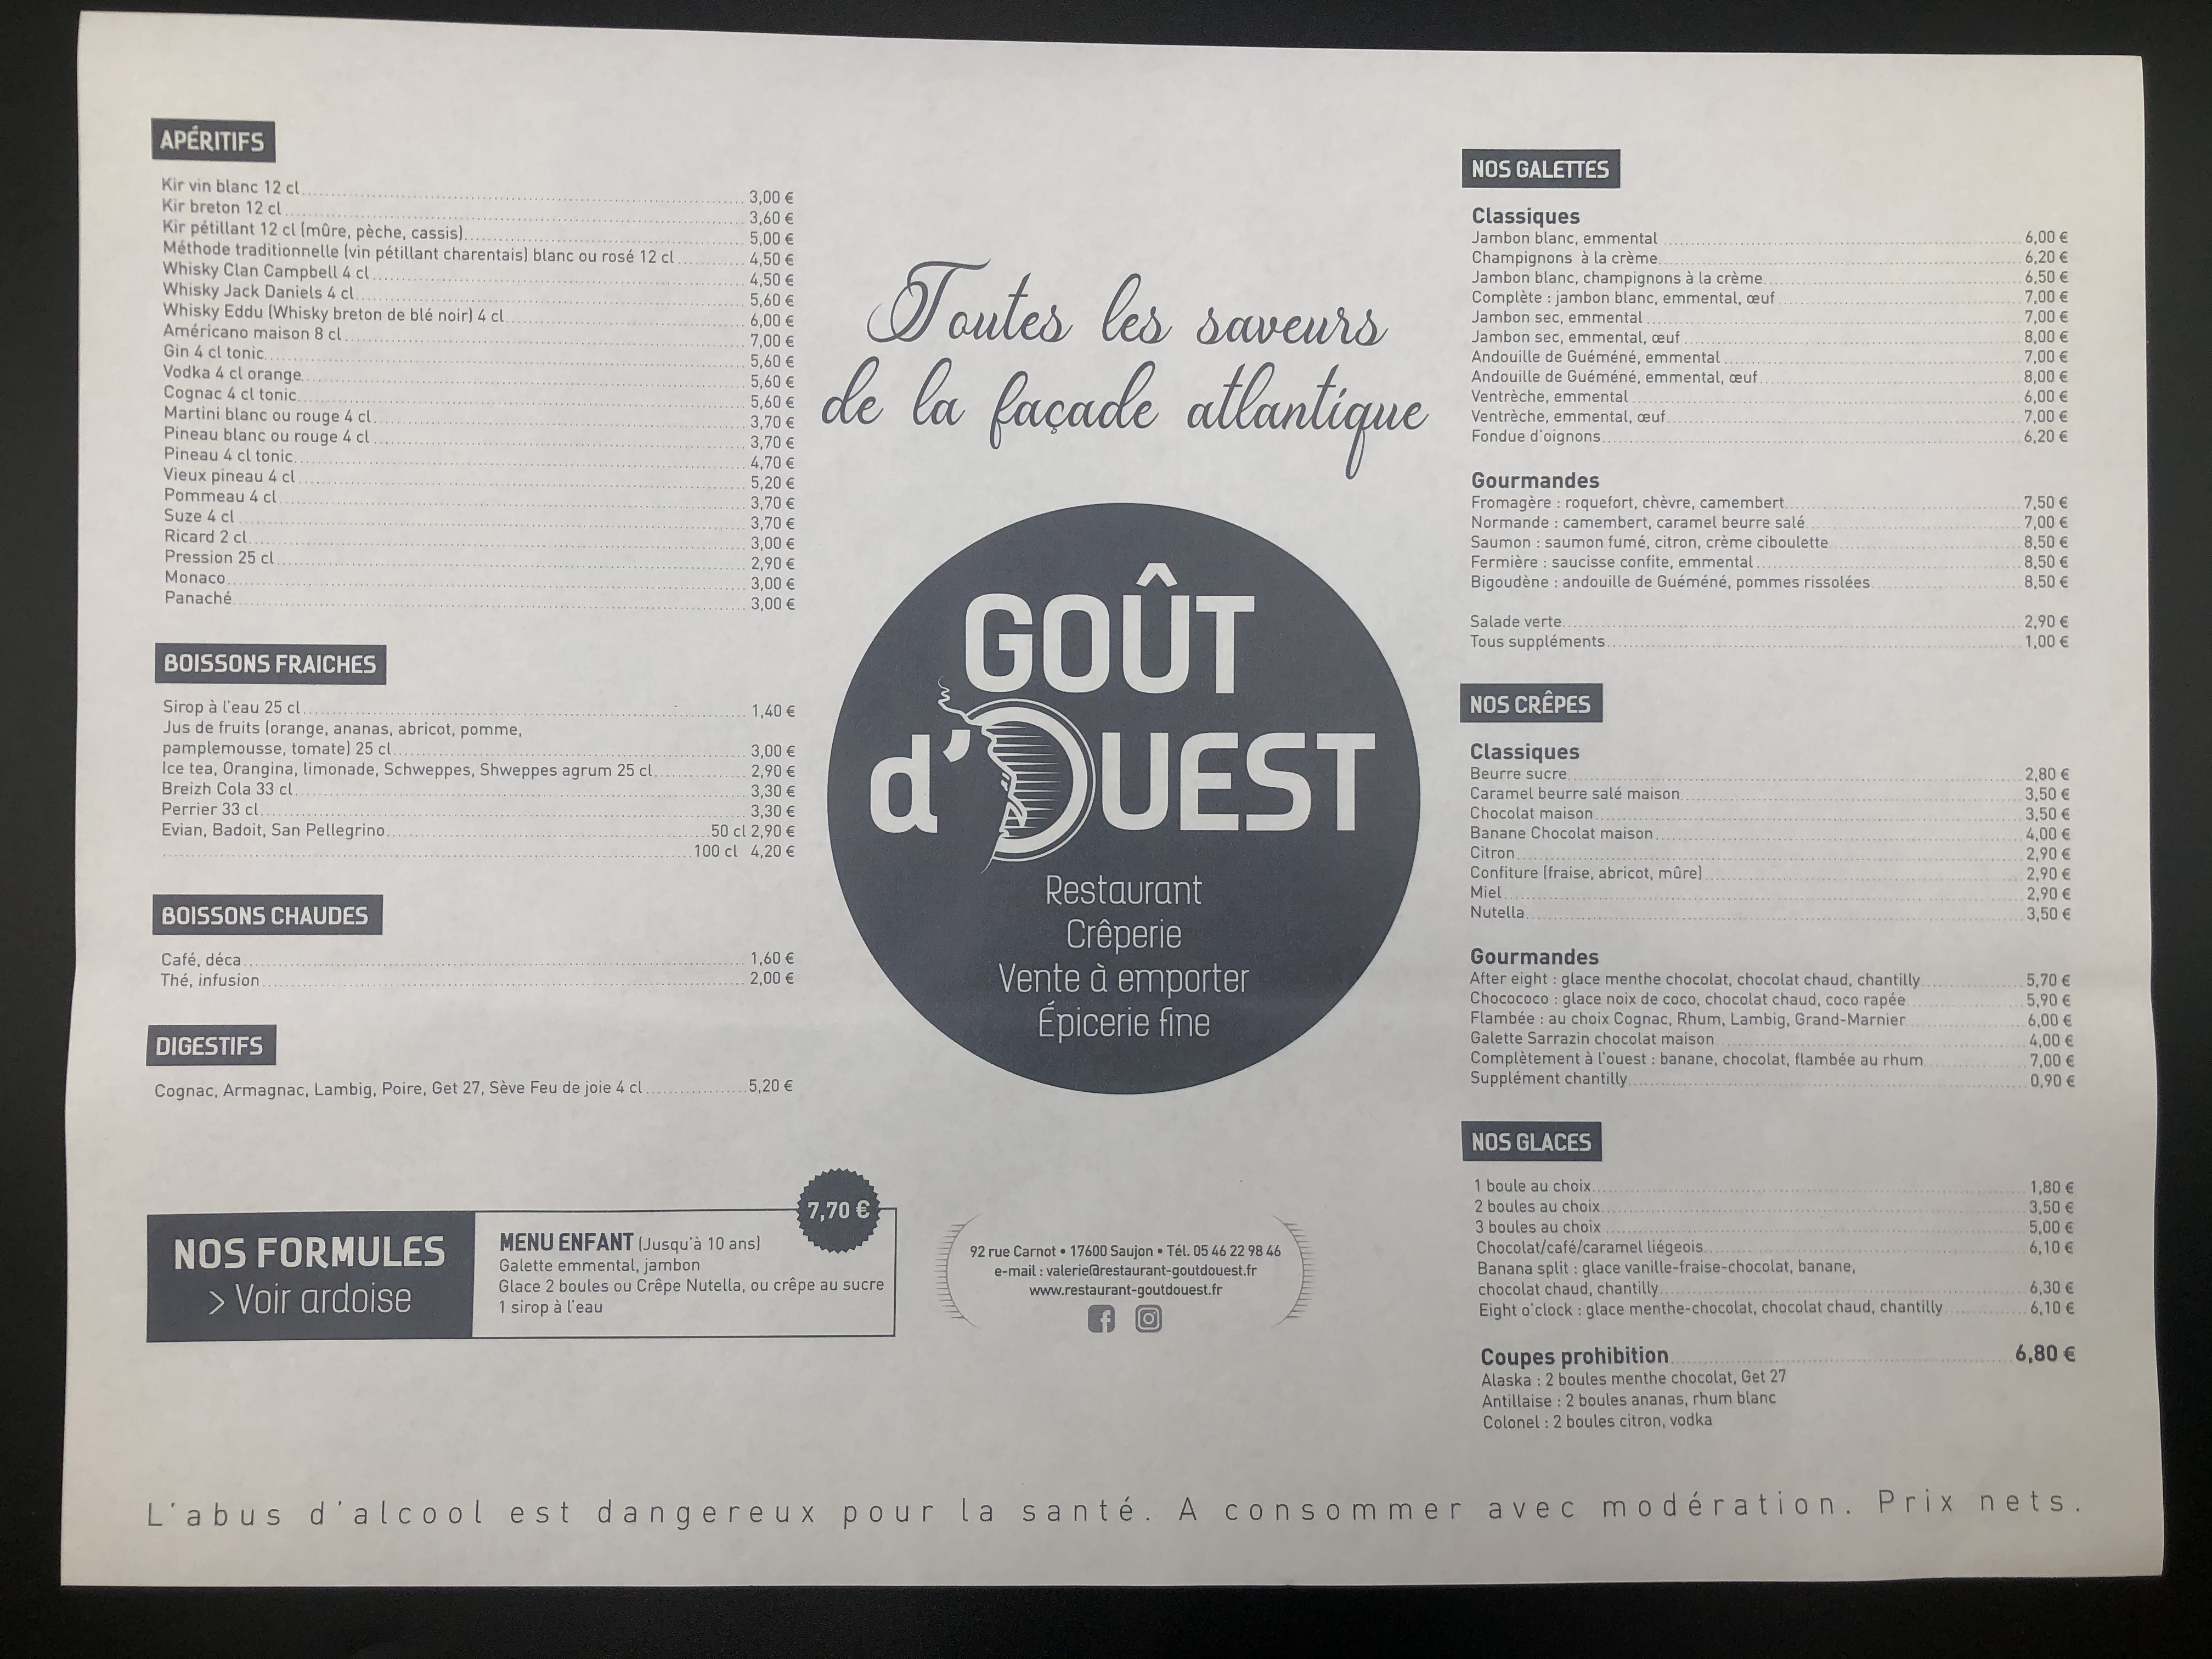 APÉRITIFS
Kir vin blanc 12 cl 3,00 €
Kir breton 12 cl 3,60 €
Kir pétillant 12 cl (mûre, pèche, cassis) 5,00 €
Méthode traditionnelle (vin pétillant charentais) blanc ou rosé 12 cl 4,50 €
Whisky Clan Campbell 4 cl 4,50 €
Whisky Jack Daniels 4 cl 5,60 €
Whisky Eddu (Whisky breton de blé noir) 4 cl 6,00 €
Américano maison 8 cl 7,00 €
Gin 4 cl tonic 5,60 €
Vodka 4 cl orange 5,60 €
Cognac 4 cl tonic 5,60 €
Martini blanc ou rouge 4 cl 3,70 €
Pineau blanc ou rouge 4 cl 3,70 €
Pineau 4 cl tonic 4,70 €
Vieux pineau 4 cl 5,20 €
Pommeau 4 cl 3,70 €
Suze 4 cl 3,70 €
Ricard 2 cl 3,00 €
Pression 25 cl 2,90 €
Monaco 3,00 €
Panaché 3,00 €
BOISSONS FRAICHES
Sirop à l'eau 25 cl 1,40 €
Jus de fruits (orange, ananas, abricot, pomme,
pamplemousse, tomate) 25 cl 3,00 €
Ice tea, Orangina, limonade, Schweppes, Shweppes agrum 25 cl 2,90 €
Breizh Cola 33 cl 3,30 €
Perrier 33 cl 3,30 €
Evian, Badoit, San Pellegrino 50 cl 2,90 €
100 cl 4,20 €
BOISSONS CHAUDES
Café, déca 1,60 €
Thé, infusion 2,00 €
DIGESTIFS
Cognac, Armagnac, Lambig, Poire, Get 27, Sève Feu de joie 4 cl 5,20 €
NOS FORMULES
> Voir ardoise
7,70 €
MENU ENFANT (Jusqu'à 10 ans)
Galette emmental, jambon
Glace 2 boules ou Crêpe Nutella, ou crêpe au sucre
1 sirop à l'eau
Toutes les saveurs
de la façade atlantique
GOÛT
d'OUEST
Restaurant
Crêperie
Vente à emporter
Épicerie fine
92 rue Carnot • 17600 Saujon • Tél. 05 46 22 98 46
e-mail : valerie@restaurant-goutdouest.fr
www.restaurant-goutdouest.fr
NOS GALETTES
Classiques
Jambon blanc, emmental 6,00 €
Champignons à la crème 6,20 €
Jambon blanc, champignons à la crème 6,50 €
Complète : jambon blanc, emmental, œuf 7,00 €
Jambon sec, emmental 7,00 €
Jambon sec, emmental, œuf 8,00 €
Andouille de Guéméné, emmental 7,00 €
Andouille de Guéméné, emmental, œuf 8,00 €
Ventrèche, emmental 6,00 €
Ventrèche, emmental, œuf 7,00 €
Fondue d'oignons 6,20 €
Gourmandes
Fromagère : roquefort, chèvre, camembert 7,50 €
Normande : camembert, caramel beurre salé 7,00 €
Saumon : saumon fumé, citron, crème ciboulette 8,50 €
Fermière : saucisse confite, emmental 8,50 €
Bigoudène : andouille de Guéméné, pommes rissolées 8,50 €
Salade verte 2,90 €
Tous suppléments 1,00 €
NOS CRÊPES
Classiques
Beurre sucre 2,80 €
Caramel beurre salé maison 3,50 €
Chocolat maison 3,50 €
Banane Chocolat maison 4,00 €
Citron 2,90 €
Confiture (fraise, abricot, mûre) 2,90 €
Miel 2,90 €
Nutella 3,50 €
Gourmandes
After eight : glace menthe chocolat, chocolat chaud, chantilly 5,70 €
Chocococo : glace noix de coco, chocolat chaud, coco rapée 5,90 €
Flambée : au choix Cognac, Rhum, Lambig, Grand-Marnier 6,00 €
Galette Sarrazin chocolat maison 4,00 €
Complètement à l'ouest : banane, chocolat, flambée au rhum 7,00 €
Supplément chantilly 0,90 €
NOS GLACES
1 boule au choix 1,80 €
2 boules au choix 3,50 €
3 boules au choix 5,00 €
Chocolat/café/caramel liégeois 6,10 €
Banana split : glace vanille-fraise-chocolat, banane,
chocolat chaud, chantilly 6,30 €
Eight o'clock : glace menthe-chocolat, chocolat chaud, chantilly 6,10 €
Coupes prohibition 6,80 €
Alaska : 2 boules menthe chocolat, Get 27
Antillaise : 2 boules ananas, rhum blanc
Colonel : 2 boules citron, vodka
L'abus d'alcool est dangereux pour la santé. A consommer avec modération. Prix nets.